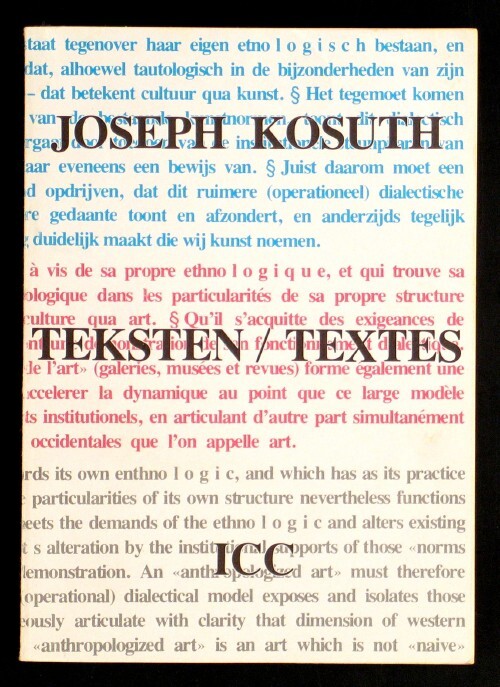 taat tegenover haar eigen etno l o g i s c h bestaan, en
dat, alhoewel tautologisch in de bijzonderheden van zijn
– dat betekent cultuur qua kunst. § Het tegemoet komen
van de
JOSEPH KOSUTH
van
aar eveneens een bewijs van. § Juist daarom moet een
d opdrijven, dat dit ruimere (operationeel) dialectische
re gedaante toont en afzondert, en anderzijds tegelijk
duidelijk maakt die wij kunst noemen.
à vis de sa propre ethno l o g i q u e, et qui trouve sa
ologique dans les particularités de sa propre structure
culture qua art. § Qu'il s'acquitte des exigeances de
TEKSTEN / TEXTES
le l'art» (galeries, musées et revues) forme également une
accelerer la dynamique au point que ce large modèle
ts institutionels, en articulant d'autre part simultanément
occidentales que l'on appelle art.
rds its own enthno l o g i c, and which has as its practice
particularities of its own structure nevertheless functions
eets the demands of the ethno l o g i c and alters existing
t s alteration by the institutional supports of those «norms
ICC
lemonstration. An «anthropologized art» must therefore
operational) dialectical model exposes and isolates those
eously articulate with clarity that dimension of western
«anthropologized art» is an art which is not «naive»